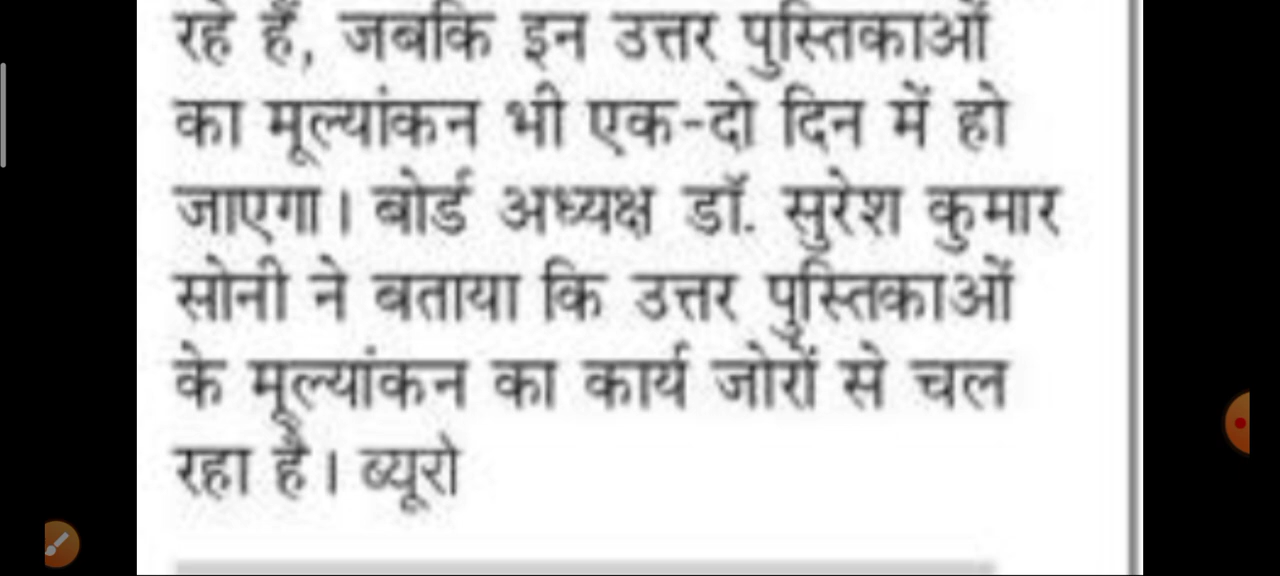 रहे हैं, जबकि इन उत्तर पुस्तिकाओं
का मूल्यांकन भी एक-दो दिन में हो
जाएगा। बोर्ड अध्यक्ष डॉ. सुरेश कुमार
सोनी ने बताया कि उत्तर पुस्तिकाओं
के मूल्यांकन का कार्य जोरों से चल
रहा है। ब्यूरो